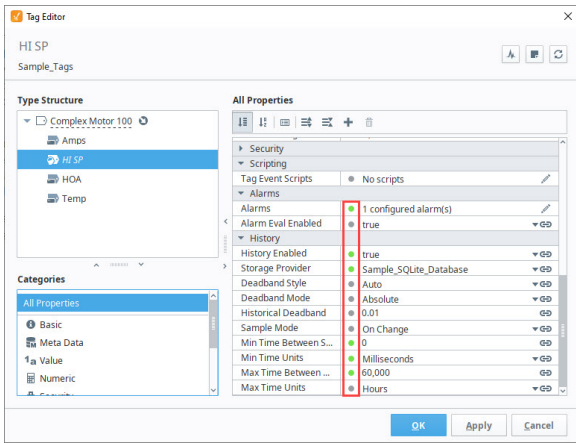 Tag Editor
HI SP
Sample_Tags
Type Structure
Complex Motor 100
Amps
HI SP
HOA
Temp
Categories
All Properties
Basic
Meta Data
1a Value
Numeric
All Properties
Security
Scripting
Tag Event Scripts No scripts
Alarms
Alarms 1 configured alarm(s)
Alarm Eval Enabled true
History
History Enabled true
Storage Provider Sample_SQLite_Database
Deadband Style Auto
Deadband Mode Absolute
Historical Deadband 0.01
Sample Mode On Change
Min Time Between S... 0
Min Time Units Milliseconds
Max Time Between ... 60,000
Max Time Units Hours
OK Apply Cancel